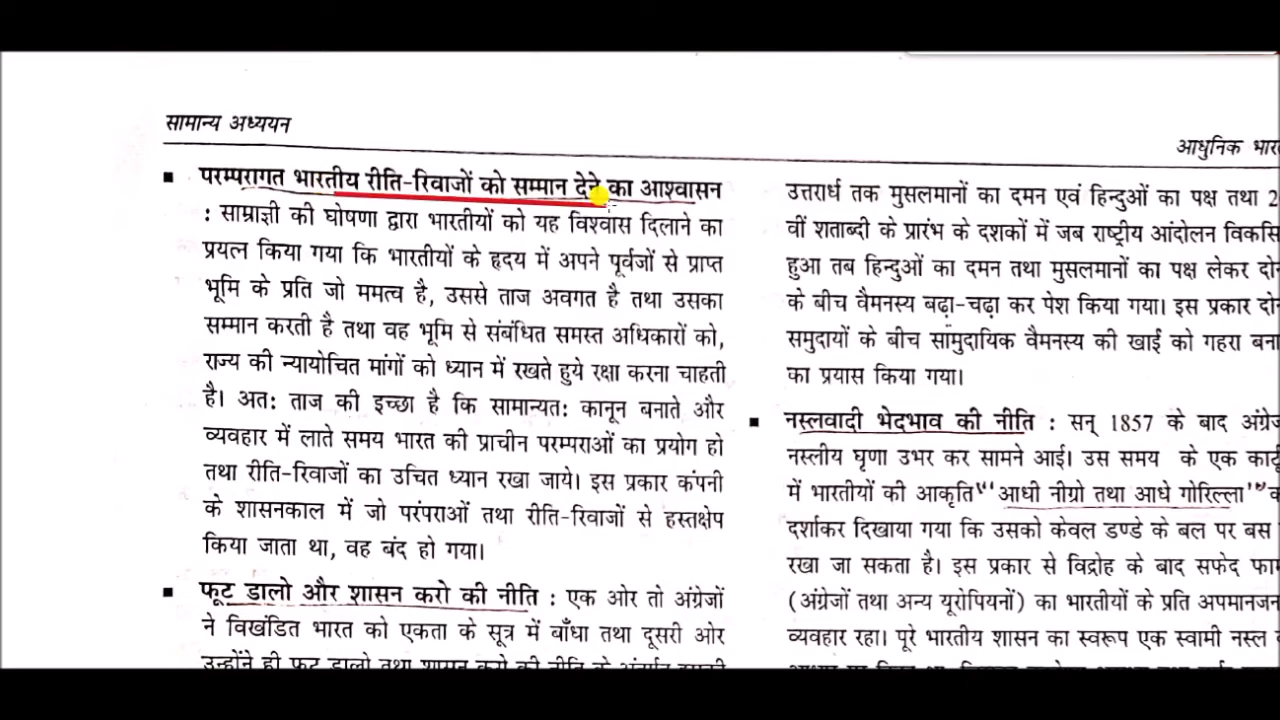 सामान्य अध्ययन
आधुनिक
▪ परम्परागत भारतीय रीति-रिवाजों को सम्मान देने का आश्वासन
: साम्राज्ञी की घोषणा द्वारा भारतीयों को यह विश्वास दिलाने का
प्रयत्न किया गया कि भारतीयों के हृदय में अपने पूर्वजों से प्राप्त
भूमि के प्रति जो ममत्व है, उससे ताज अवगत है तथा उसका
सम्मान करती है तथा वह भूमि से संबंधित समस्त अधिकारों को,
राज्य की न्यायोचित मांगों को ध्यान में रखते हुये रक्षा करना चाहती
है। अतः ताज की इच्छा है कि सामान्यतः कानून बनाते और
व्यवहार में लाते समय भारत की प्राचीन परम्पराओं का प्रयोग हो
तथा रीति-रिवाजों का उचित ध्यान रखा जाये। इस प्रकार कंपनी
के शासनकाल में जो परंपराओं तथा रीति-रिवाजों से हस्तक्षेप
किया जाता था, वह बंद हो गया।
▪ फूट डालो और शासन करो की नीति : एक ओर तो अंग्रेजों
ने विखंडित भारत को एकता के सूत्र में बाँधा तथा दूसरी ओर
उत्तरार्ध तक मुसलमानों का दमन एवं हिन्दुओं का पक्ष तथा
वीं शताब्दी के प्रारंभ के दशकों में जब राष्ट्रीय आंदोलन
हुआ तब हिन्दुओं का दमन तथा मुसलमानों का पक्ष लेकर
के बीच वैमनस्य बढ़ा-चढ़ा कर पेश किया गया। इस प्रकार
समुदायों के बीच सांमुदायिक वैमनस्य की खाई को गहरा
का प्रयास किया गया।
▪ नस्लवादी भेदभाव की नीति : सन् 1857 के बाद
नस्लीय घृणा उभर कर सामने आई। उस समय के एक
में भारतीयों की आकृति "आधी नीग्रो तथा आधे गोरिल्ला"
दर्शाकर दिखाया गया कि उसको केवल डण्डे के बल पर बस
रखा जा सकता है। इस प्रकार से विद्रोह के बाद सफेद
(अंग्रेजों तथा अन्य यूरोपियनों) का भारतीयों के प्रति
व्यवहार रहा। पूरे भारतीय शासन का स्वरूप एक स्वामी नस्ल